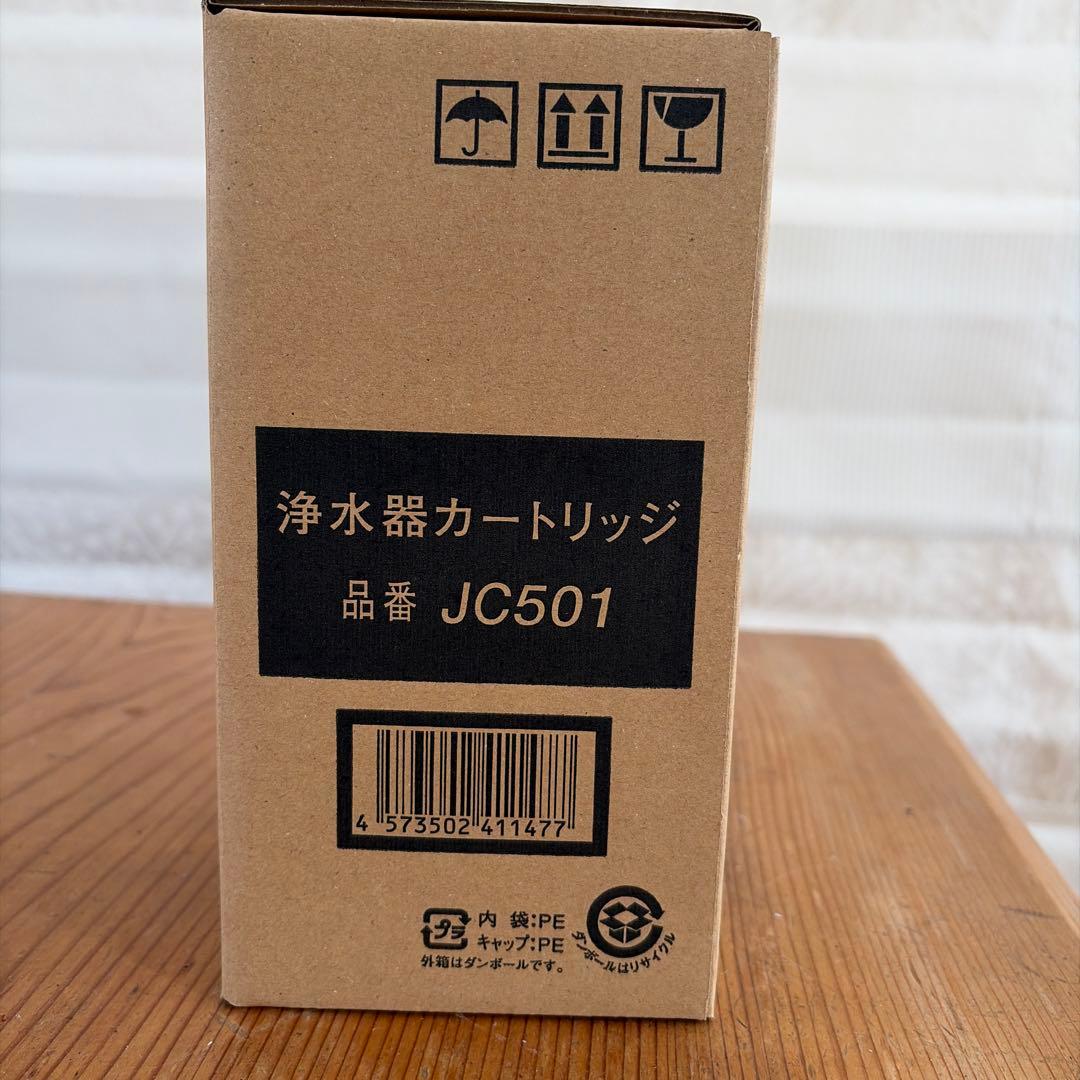 浄水器カートリッジ
品番 JC501
4 573502 411477
プラ
内 袋:PE
キャップ:PE
外箱はダンボールです。
ダンボールはリサイクル